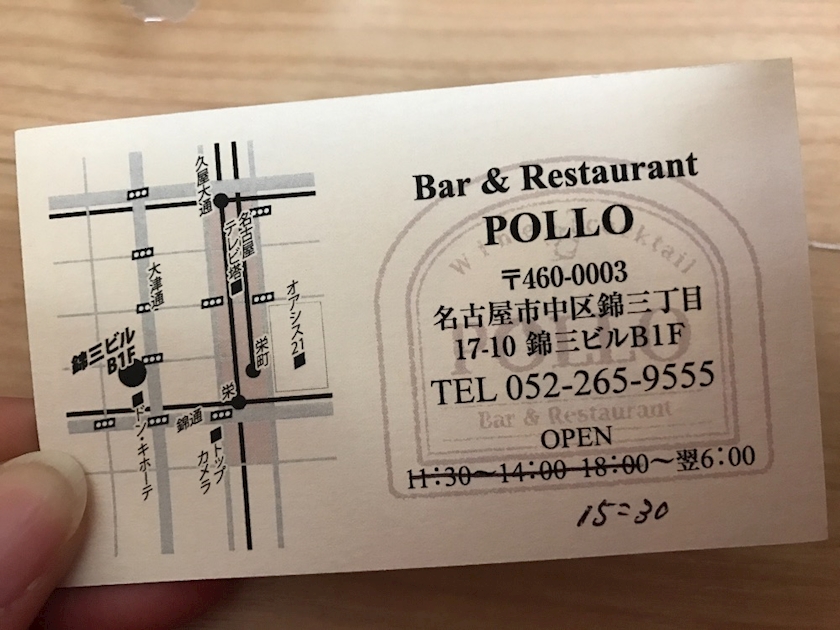 久屋大通
名古屋
テレビ塔
大津通
オアシス21
錦三ビル
B1F
栄町
栄
錦通
ドン・キホーテ
トップ
カメラ
Bar & Restaurant
POLLO
〒460-0003
名古屋市中区錦三丁目
17-10 錦三ビルB1F
TEL 052-265-9555
Bar & Restaurant
OPEN
11:30〜14:00 18:00〜翌6:00
15=30